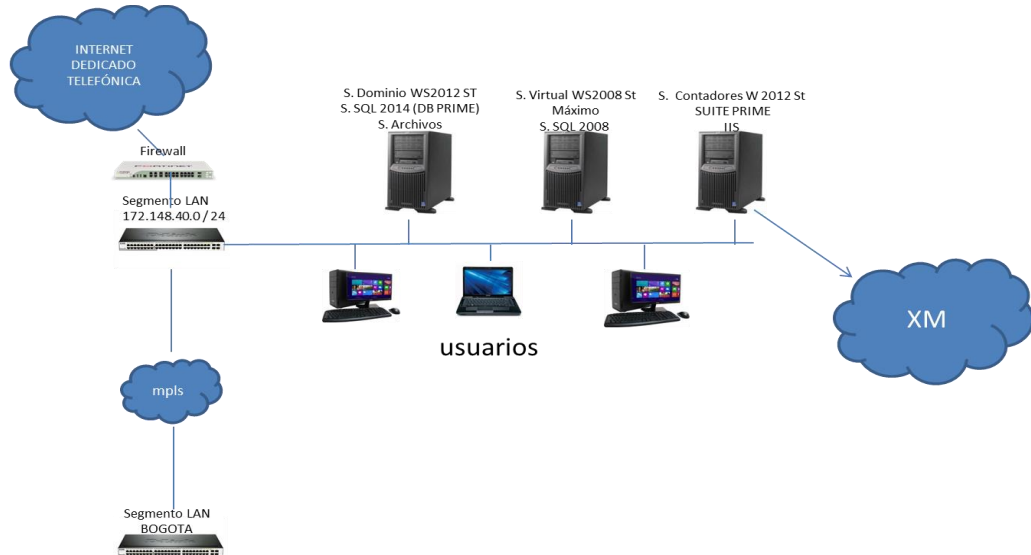 INTERNET
DEDICADO
TELEFÓNICA
S. Dominio WS2012 ST
S. SQL 2014 (DB PRIME)
S. Archivos
S. Virtual WS2008 St
Máximo
S. SQL 2008
S. Contadores W 2012 St
SUITE PRIME
IIS
Firewall
FORTINET
Segmento LAN
172.148.40.0 / 24
usuarios
XM
mpls
Segmento LAN
BOGOTA